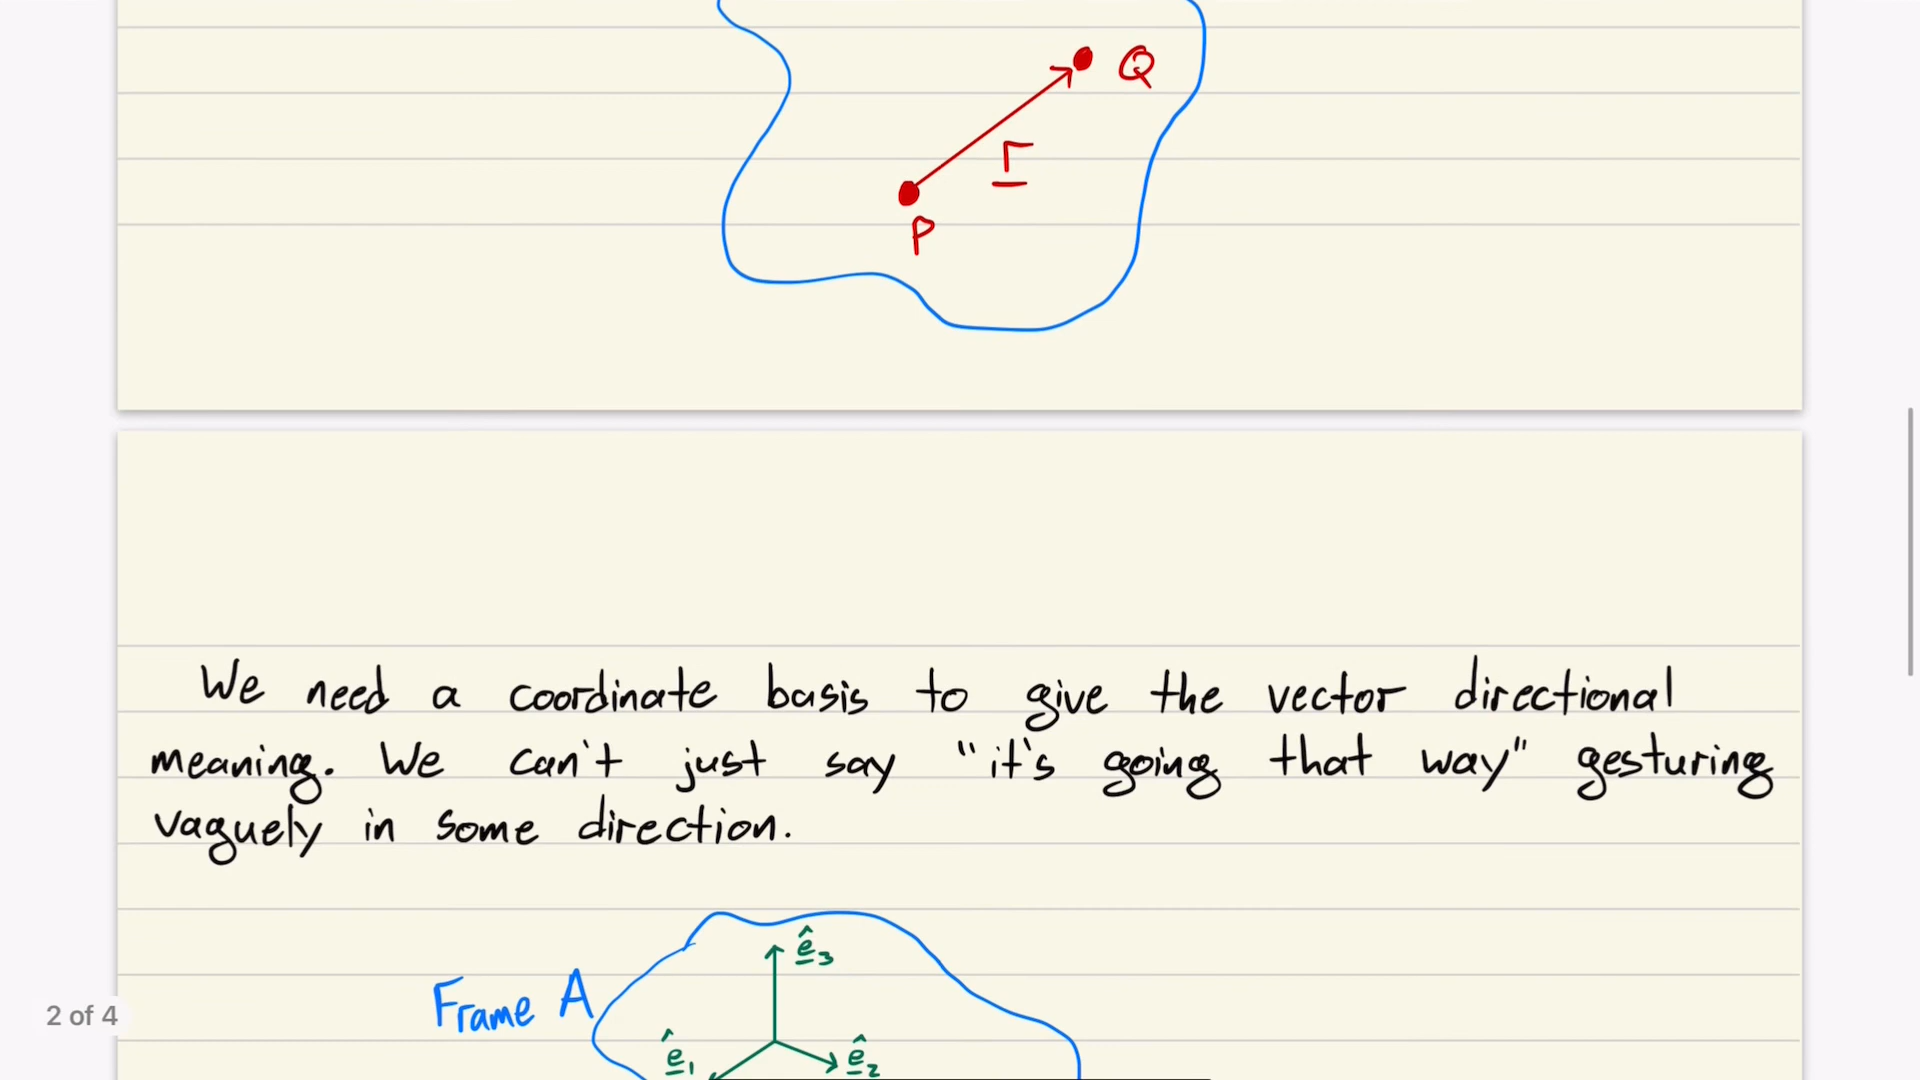 Q
r
P
We need a coordinate basis to give the vector directional
meaning. We can't just say "it's going that way" gesturing
vaguely in some direction.
ê₃
Frame A
2 of 4
ê₁ ê₂